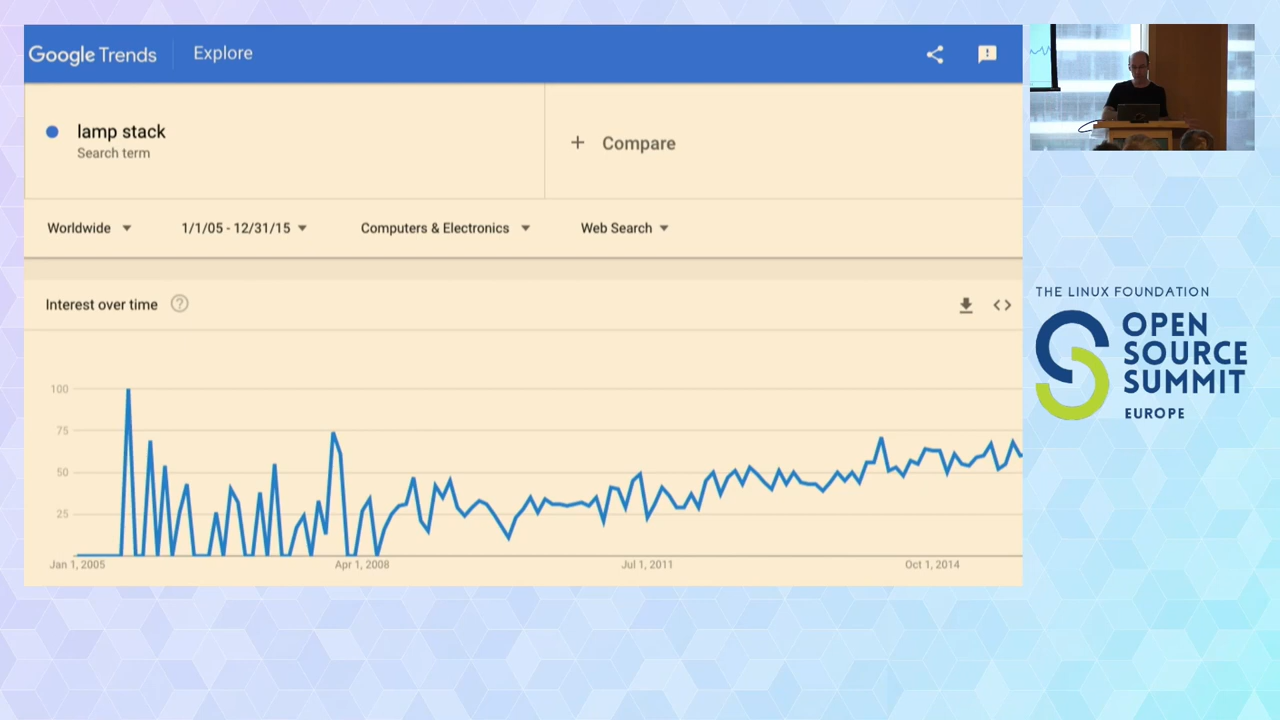 Google Trends
Explore
lamp stack
Search term
+ Compare
Worldwide
1/1/05 - 12/31/15
Computers & Electronics
Web Search
Interest over time
?
100
75
50
25
Jan 1, 2005
Apr 1, 2008
Jul 1, 2011
Oct 1, 2014
THE LINUX FOUNDATION
OPEN
SOURCE
SUMMIT
EUROPE